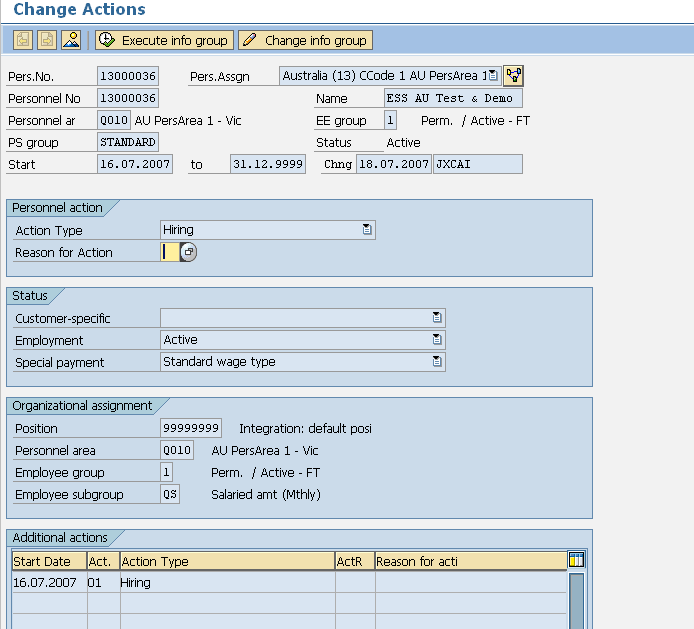 Change Actions
Execute info group Change info group
Pers.No. 13000036 Pers.Assgn Australia (13) CCode 1 AU PersArea 1
Personnel No 13000036 Name ESS AU Test & Demo
Personnel ar Q010 AU PersArea 1 - Vic EE group 1 Perm. / Active - FT
PS group STANDARD Status Active
Start 16.07.2007 to 31.12.9999 Chng 18.07.2007 JXCAI
Personnel action
Action Type Hiring
Reason for Action
Status
Customer-specific
Employment Active
Special payment Standard wage type
Organizational assignment
Position 99999999 Integration: default posi
Personnel area Q010 AU PersArea 1 - Vic
Employee group 1 Perm. / Active - FT
Employee subgroup QS Salaried amt (Mthly)
Additional actions
Start Date Act. Action Type ActR Reason for acti
16.07.2007 01 Hiring